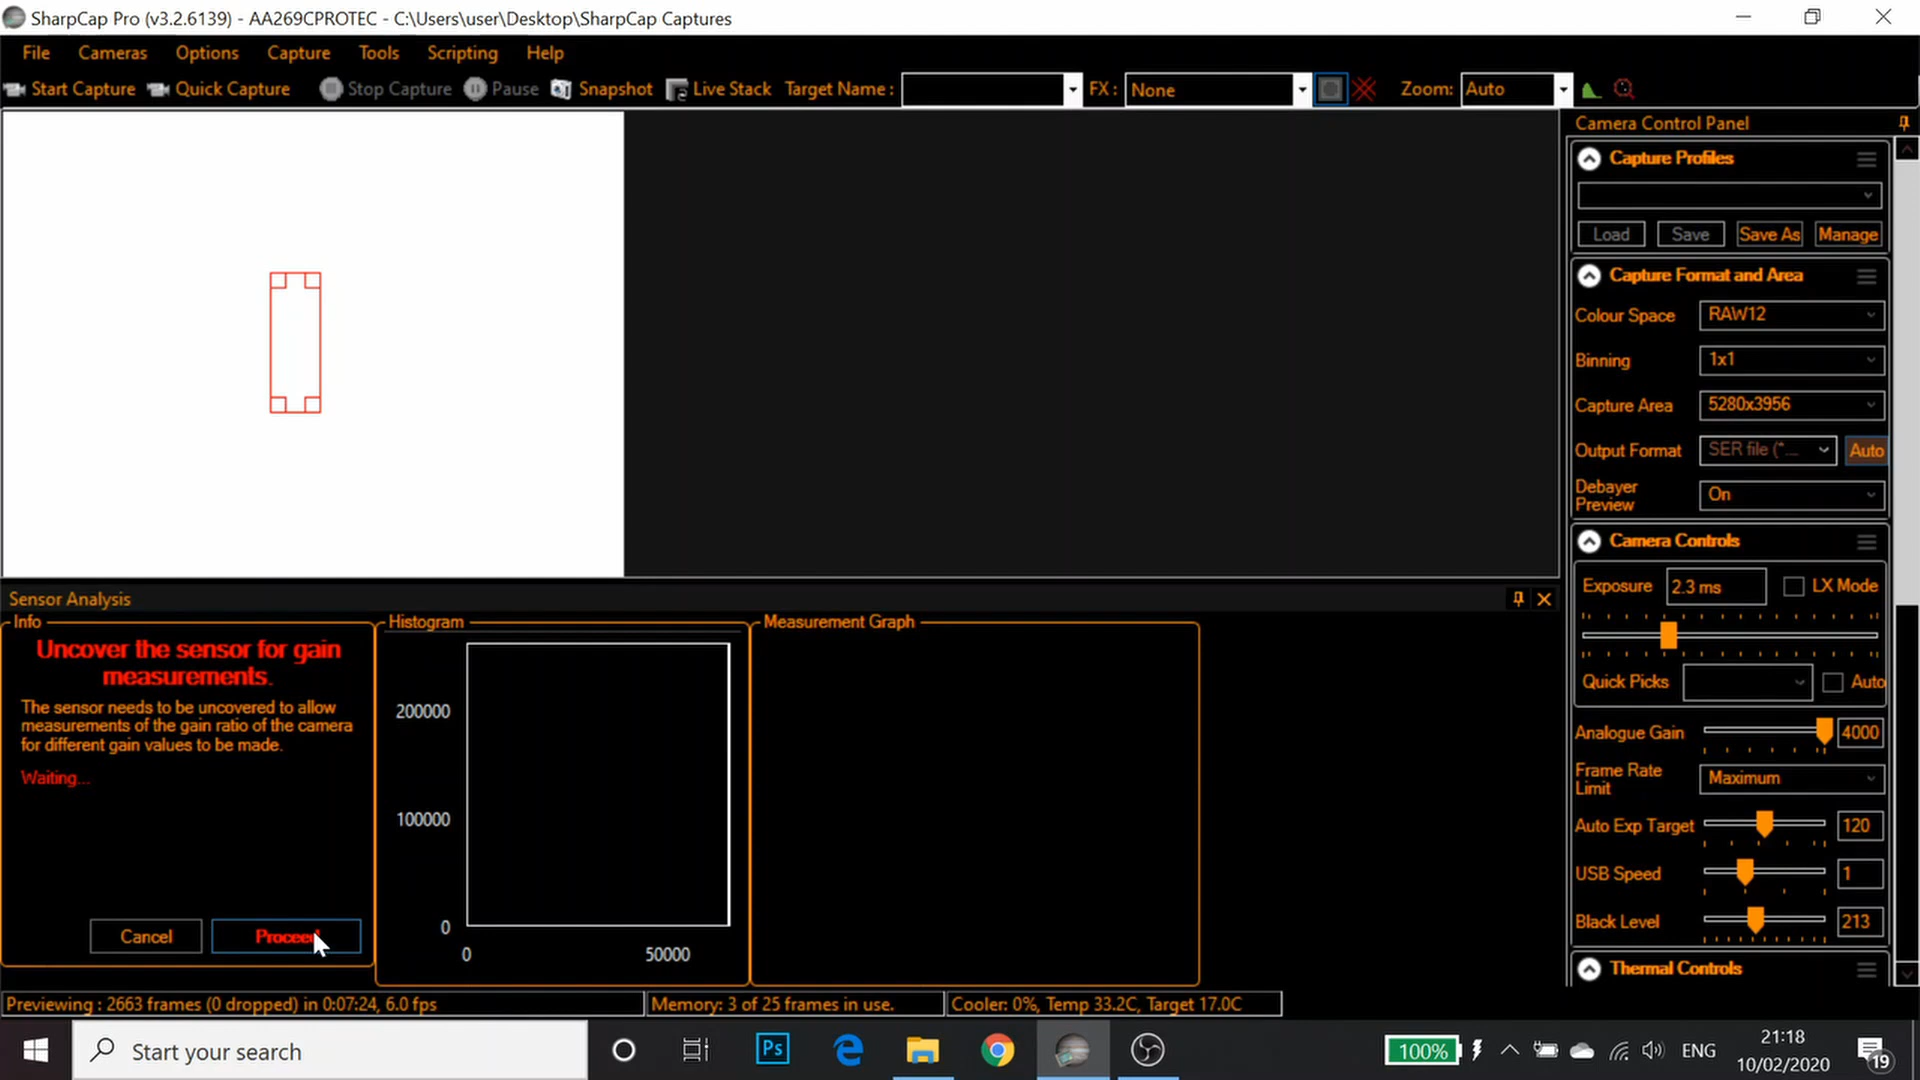 SharpCap Pro (v3.2.6139) - AA269CPROTEC - C:\Users\user\Desktop\SharpCap Captures
File Cameras Options Capture Tools Scripting Help
Start Capture Quick Capture Stop Capture Pause Snapshot Live Stack Target Name : FX : None Zoom: Auto
Camera Control Panel
Capture Profiles
Load Save Save As Manage
Capture Format and Area
Colour Space RAW12
Binning 1x1
Capture Area 5280x3956
Output Format SER file (*.... Auto
Debayer
Preview
On
Camera Controls
Exposure 2.3 ms LX Mode
Quick Picks Auto
Analogue Gain 4000
Frame Rate
Limit
Maximum
Auto Exp Target 120
USB Speed 1
Black Level 213
Thermal Controls
Sensor Analysis
Info
Uncover the sensor for gain
measurements.
The sensor needs to be uncovered to allow
measurements of the gain ratio of the camera
for different gain values to be made.
Waiting...
Cancel Proceed
Histogram
200000
100000
0
0 50000
Measurement Graph
Previewing : 2663 frames (0 dropped) in 0:07:24, 6.0 fps
Memory: 3 of 25 frames in use.
Cooler: 0%, Temp 33.2C, Target 17.0C
Start your search
Ps
100%
ENG
21:18
10/02/2020
19